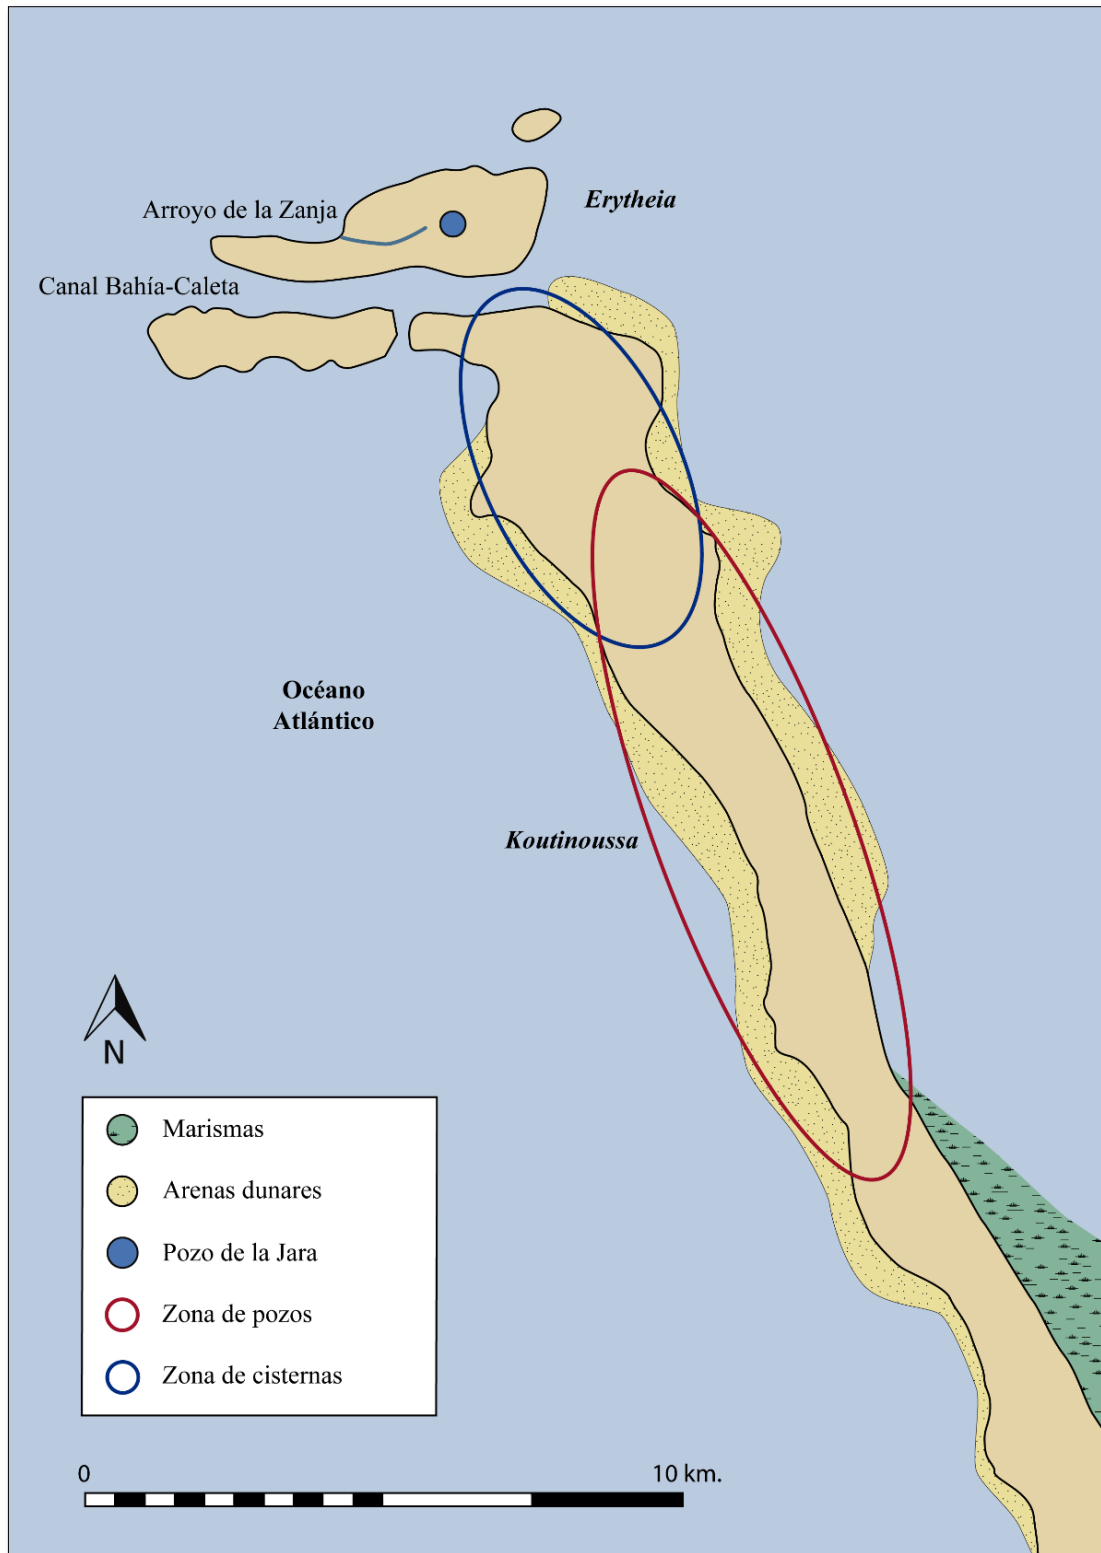 Erytheia
Arroyo de la Zanja
Canal Bahía-Caleta
Océano
Atlántico
Koutinoussa
N
Marismas
Arenas dunares
Pozo de la Jara
Zona de pozos
Zona de cisternas
0 10 km.